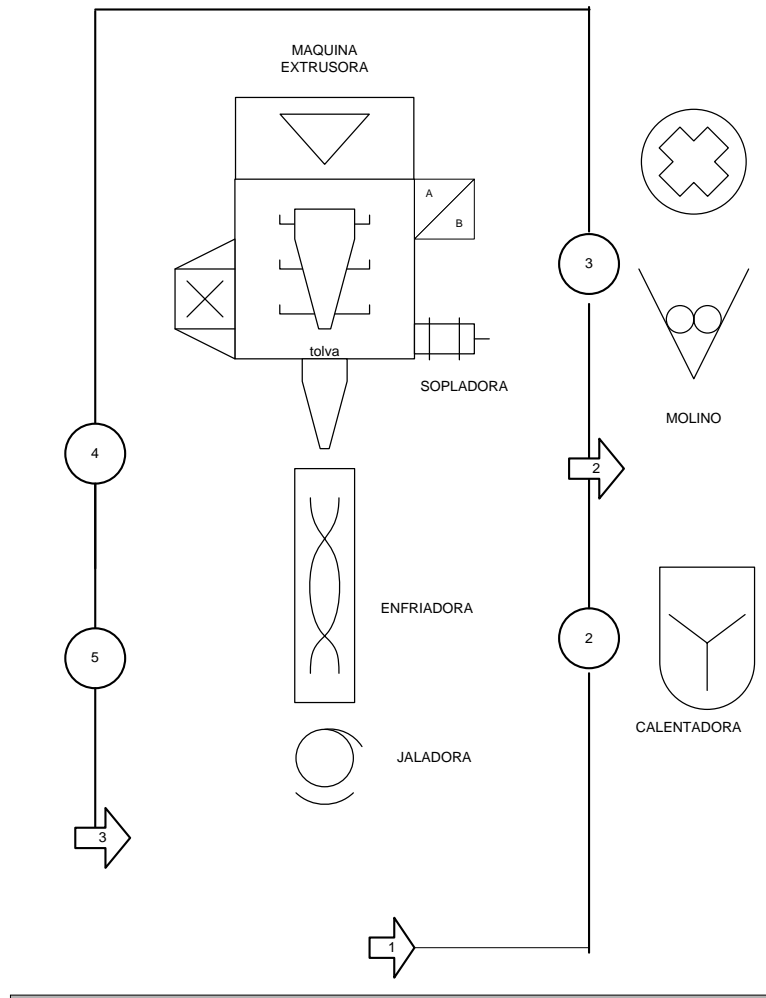 MAQUINA
EXTRUSORA
A
B
3
tolva
SOPLADORA
MOLINO
4
2
ENFRIADORA
2
5
CALENTADORA
JALADORA
3
1